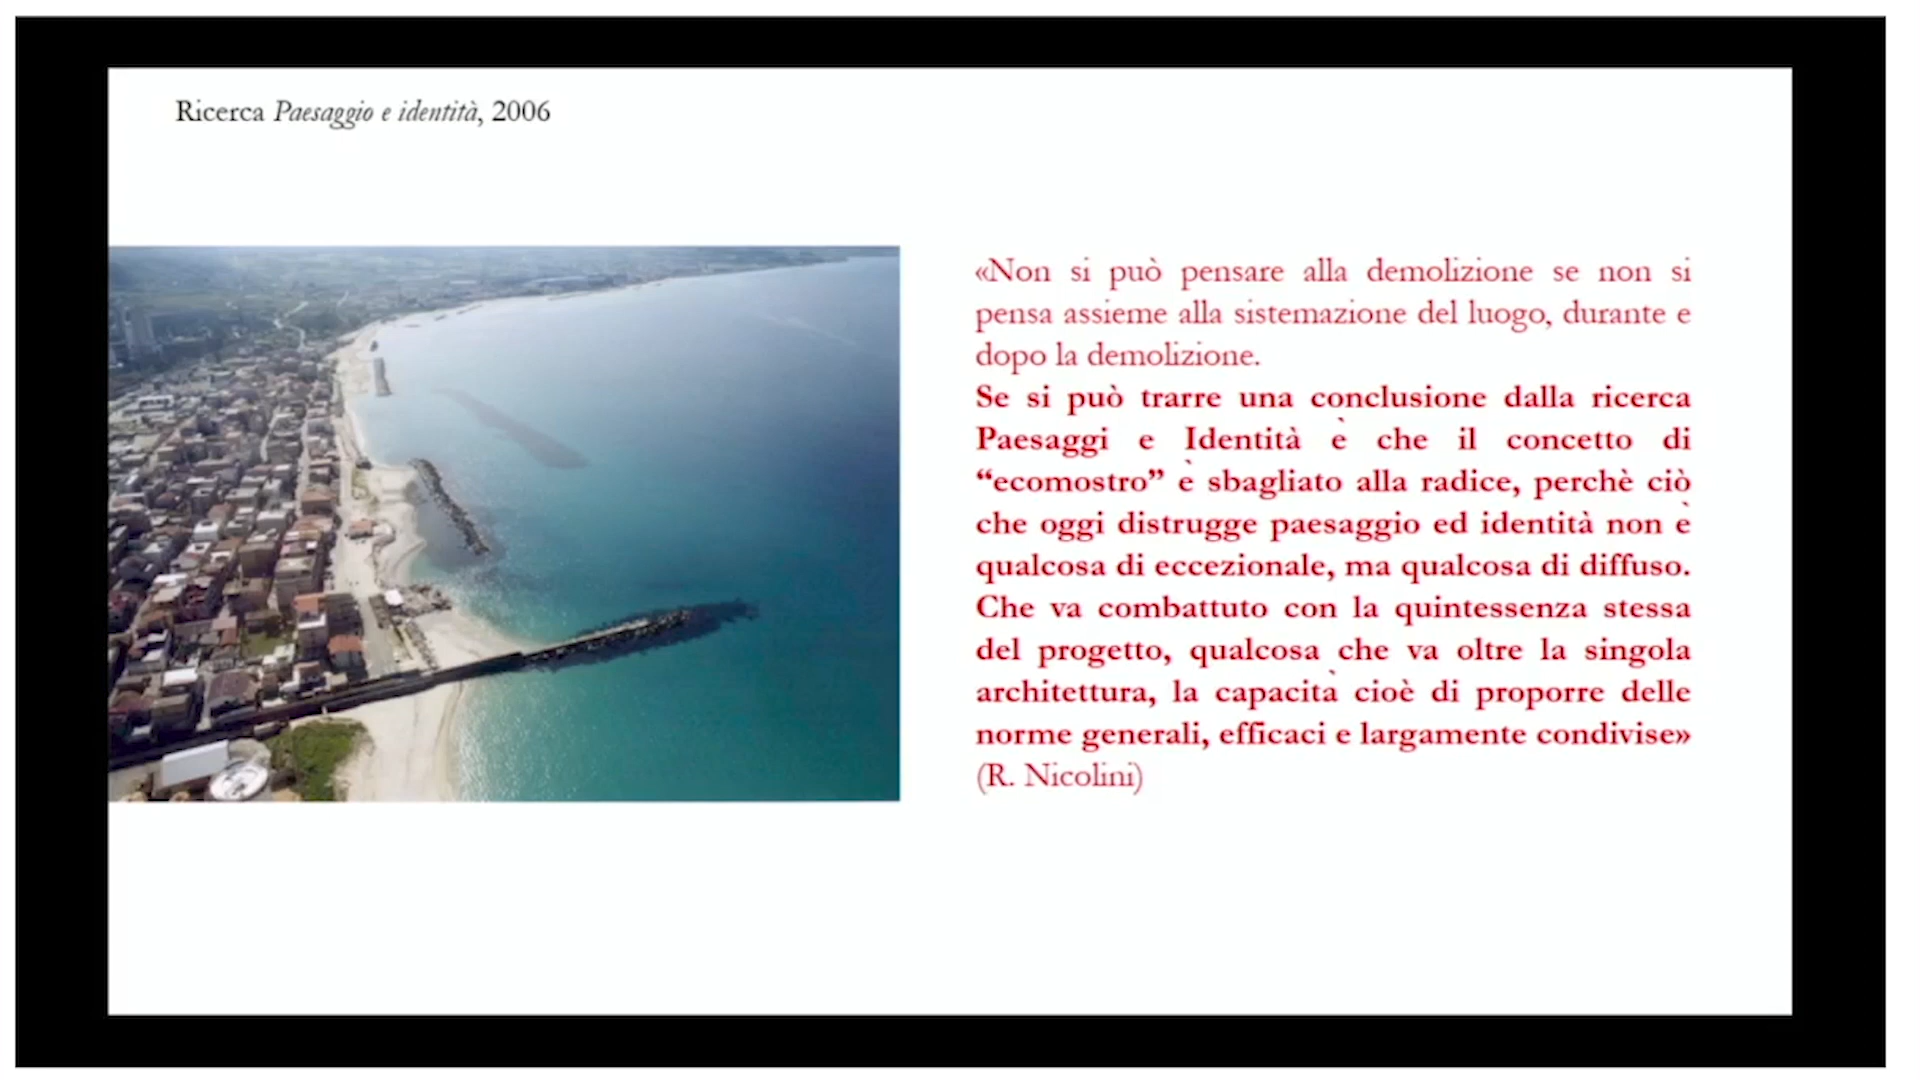 Ricerca Paesaggio e identità, 2006
«Non si può pensare alla demolizione se non si
pensa assieme alla sistemazione del luogo, durante e
dopo la demolizione.
Se si può trarre una conclusione dalla ricerca
Paesaggi e Identità è che il concetto di
“ecomostro” è sbagliato alla radice, perchè ciò
che oggi distrugge paesaggio ed identità non è
qualcosa di eccezionale, ma qualcosa di diffuso.
Che va combattuto con la quintessenza stessa
del progetto, qualcosa che va oltre la singola
architettura, la capacità cioè di proporre delle
norme generali, efficaci e largamente condivise»
(R. Nicolini)